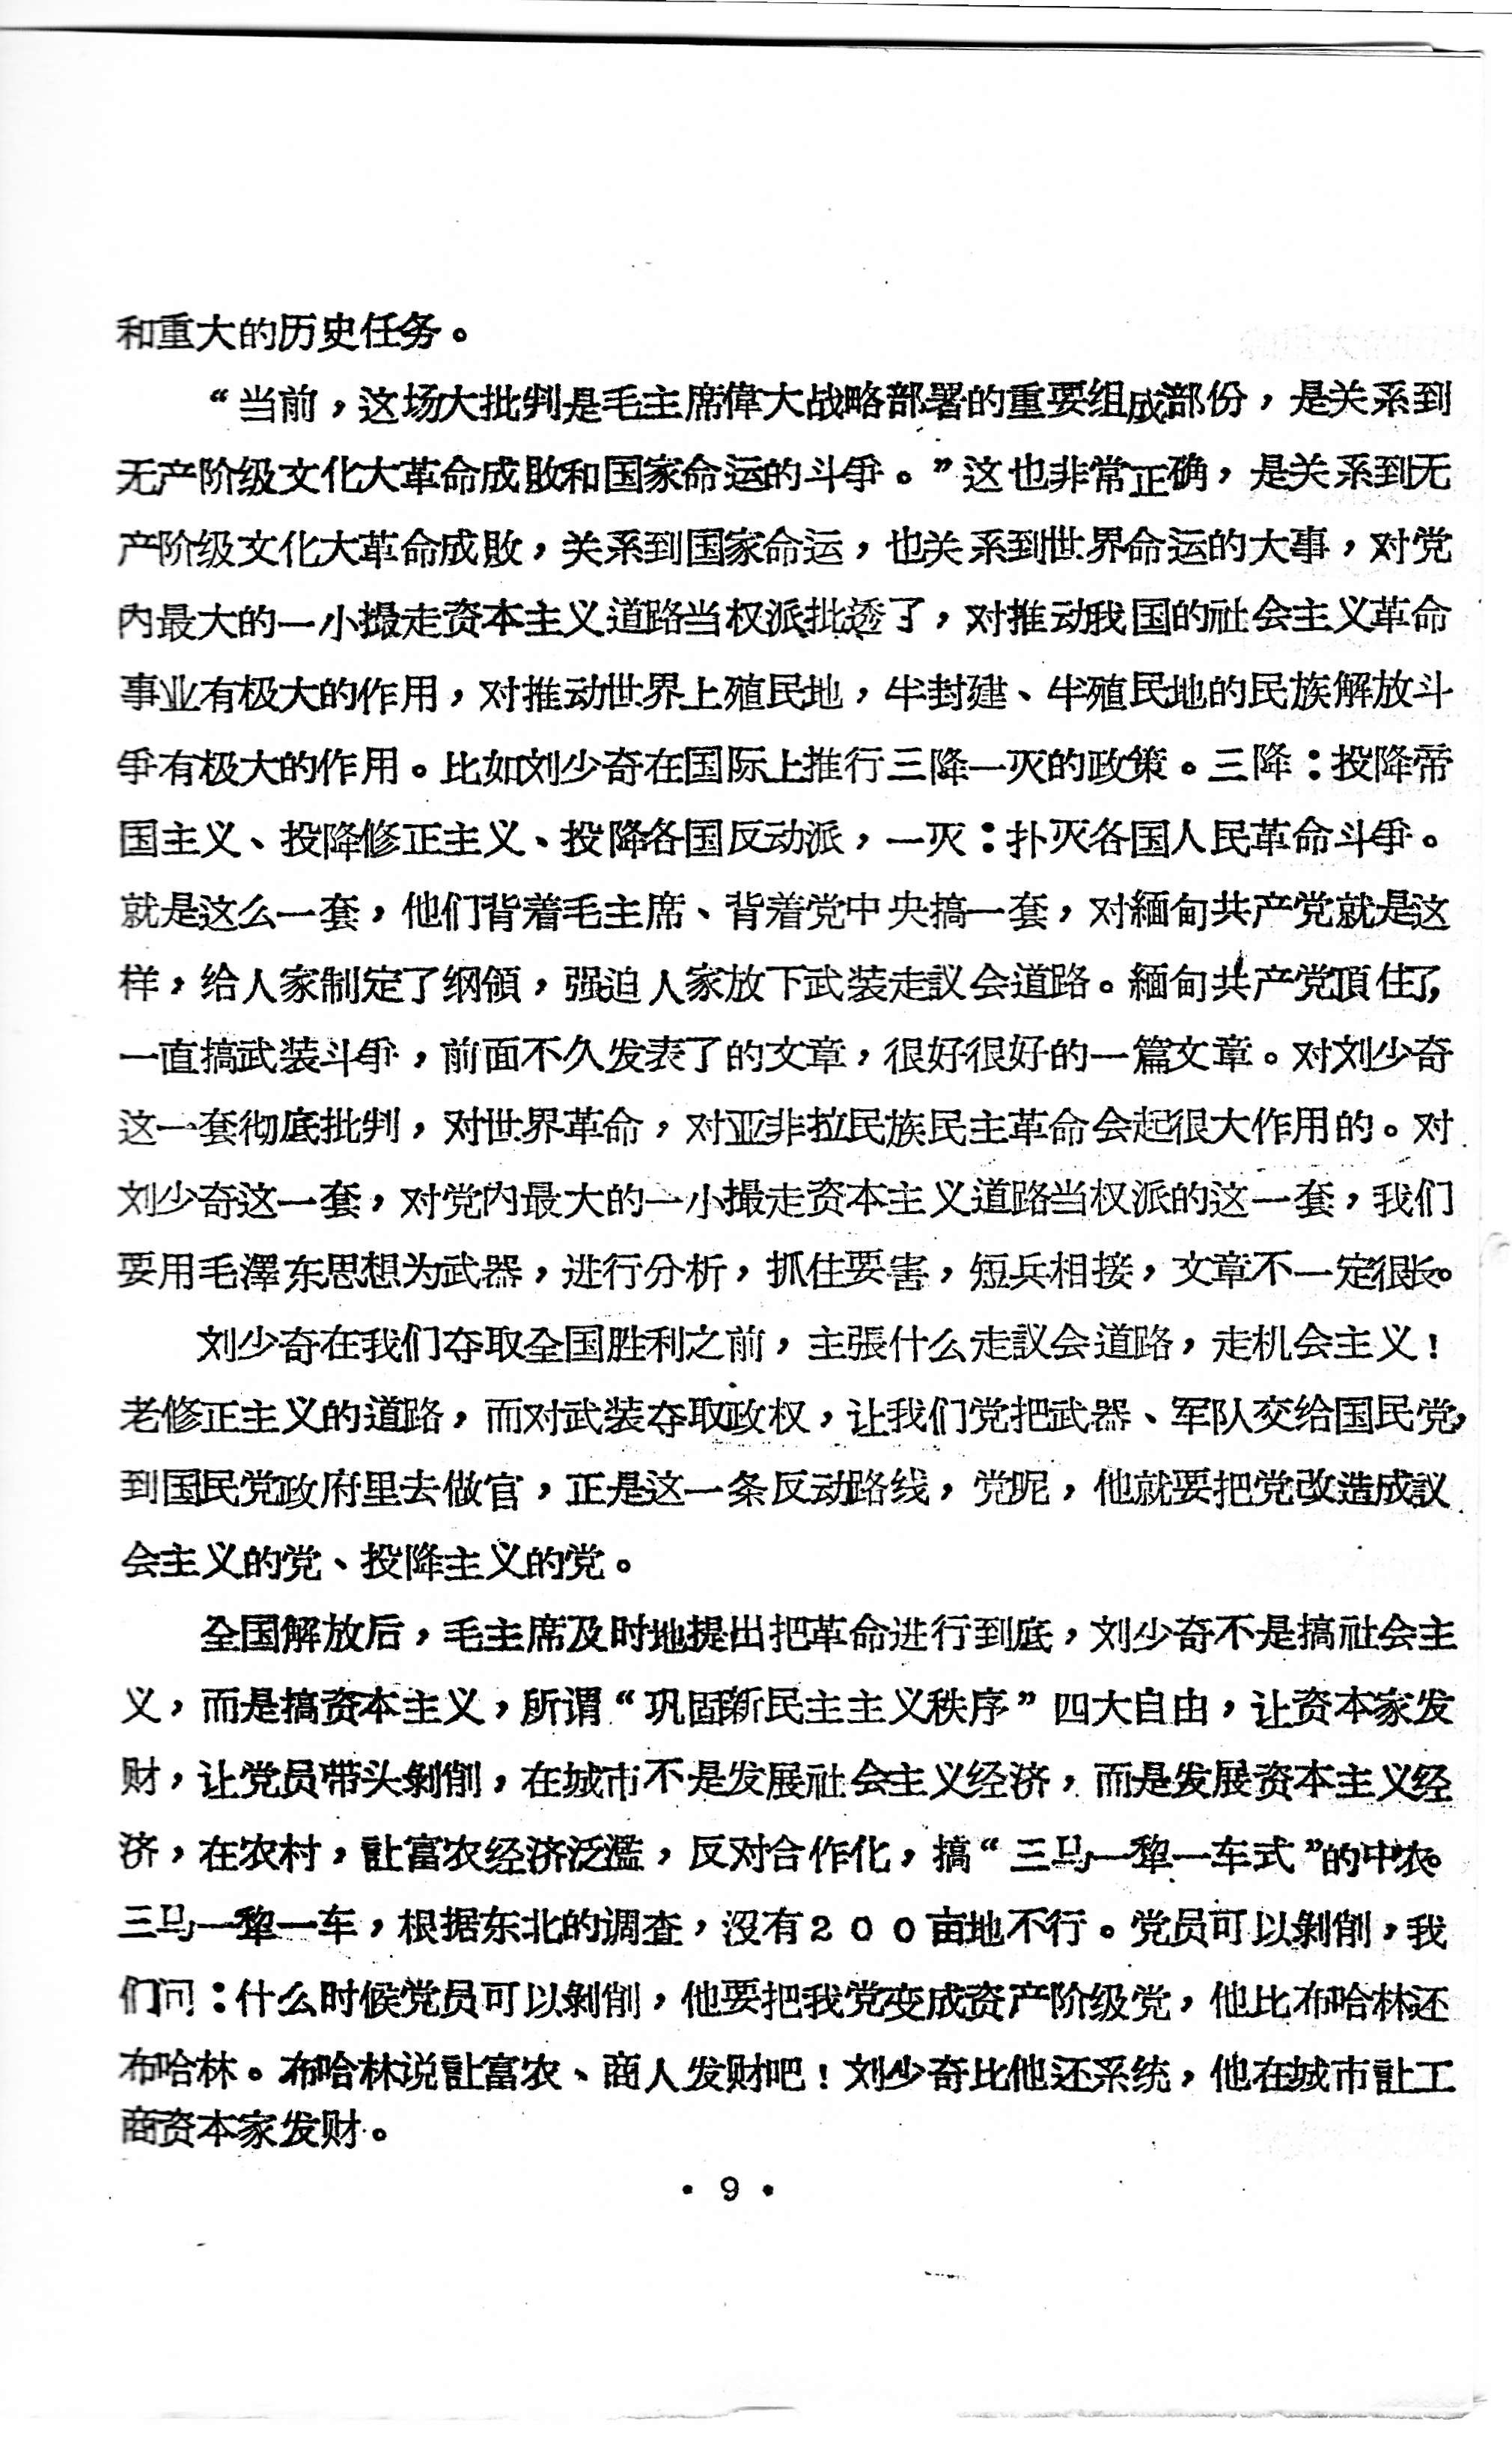 和重大的历史任务。
“当前，这场大批判是毛主席偉大战略部署的重要组成部份，是关系到
无产阶级文化大革命成敗和国家命运的斗爭。”这也非常正确，是关系到无
产阶级文化大革命成敗，关系到国家命运，也关系到世界命运的大事，对党
内最大的一小撮走资本主义道路当权派批透了，对推动我国的社会主义革命
事业有极大的作用，对推动世界上殖民地，半封建、半殖民地的民族解放斗
爭有极大的作用。比如刘少奇在国际上推行三降一灭的政策。三降：投降帝
国主义、投降修正主义、投降各国反动派，一灭：扑灭各国人民革命斗爭。
就是这么一套，他们背着毛主席、背着党中央搞一套，对緬甸共产党就是这
样，给人家制定了纲領，强迫人家放下武装走議会道路。緬甸共产党頂住了，
一直搞武装斗爭，前面不久发表了的文章，很好很好的一篇文章。对刘少奇
这一套彻底批判，对世界革命，对亚非拉民族民主革命会起很大作用的。对
刘少奇这一套，对党内最大的一小撮走资本主义道路当权派的这一套，我们
要用毛澤东思想为武器，进行分析，抓住要害，短兵相接，文章不一定很长。
刘少奇在我们夺取全国胜利之前，主張什么走議会道路，走机会主义！
老修正主义的道路，而对武装夺取政权，让我们党把武器、军队交给国民党，
到国民党政府里去做官，正是这一条反动路线，党呢，他就要把党改造成議
会主义的党、投降主义的党。
全国解放后，毛主席及时地提出把革命进行到底，刘少奇不是搞社会主
义，而是搞资本主义，所谓“巩固新民主主义秩序”四大自由，让资本家发
财，让党员带头剝削，在城市不是发展社会主义经济，而是发展资本主义经
济，在农村，訨富农经济泛濫，反对合作化，搞“三马一犂一车式”的中农。
三马一犂一车，根据东北的调查，沒有２００亩地不行。党员可以剝削，我
们问：什么时候党员可以剝削，他要把我党变成资产阶级党，他比布哈林还
布哈林。布哈林说訨富农、商人发财吧！刘少奇比他还系统，他在城市訨工
商资本家发财。
• 9 •